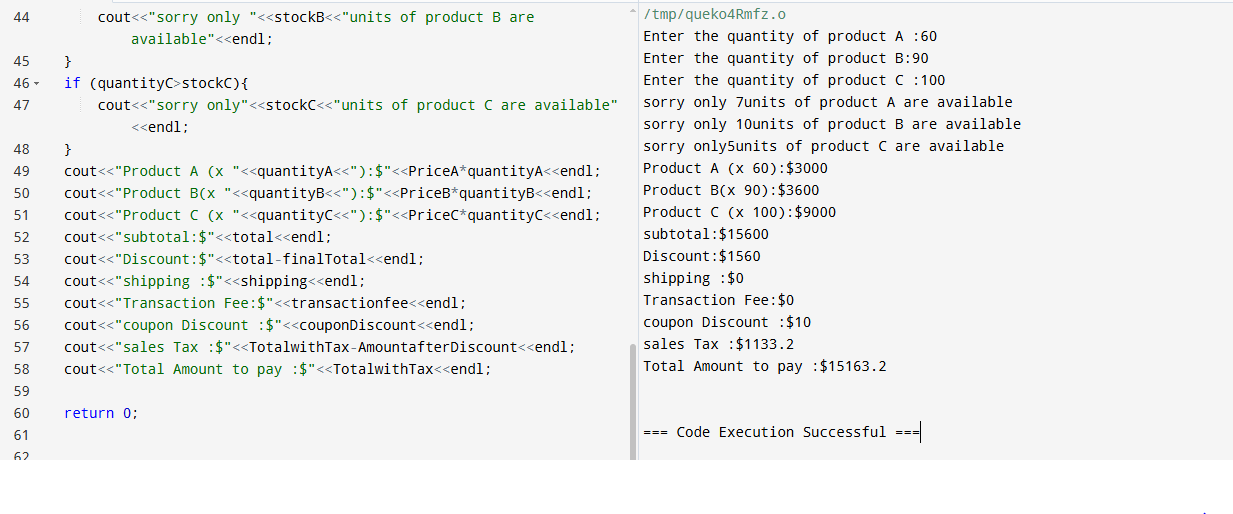 44 cout<<"sorry only "<<stockB<<"units of product B are
available"<<endl;
45 }
46 if (quantityC>stockC){
47 cout<<"sorry only"<<stockC<<"units of product C are available"
<<endl;
48 }
49 cout<<"Product A (x "<<quantityA<<"):$"<<PriceA*quantityA<<endl;
50 cout<<"Product B(x "<<quantityB<<"):$"<<PriceB*quantityB<<endl;
51 cout<<"Product C (x "<<quantityC<<"):$"<<PriceC*quantityC<<endl;
52 cout<<"subtotal:$"<<total<<endl;
53 cout<<"Discount:$"<<total-finalTotal<<endl;
54 cout<<"shipping :$"<<shipping<<endl;
55 cout<<"Transaction Fee:$"<<transactionfee<<endl;
56 cout<<"coupon Discount :$"<<couponDiscount<<endl;
57 cout<<"sales Tax :$"<<TotalwithTax-AmountafterDiscount<<endl;
58 cout<<"Total Amount to pay :$"<<TotalwithTax<<endl;
59
60 return 0;
61
62
/tmp/queko4Rmfz.o
Enter the quantity of product A :60
Enter the quantity of product B:90
Enter the quantity of product C :100
sorry only 7units of product A are available
sorry only 10units of product B are available
sorry only5units of product C are available
Product A (x 60):$3000
Product B(x 90):$3600
Product C (x 100):$9000
subtotal:$15600
Discount:$1560
shipping :$0
Transaction Fee:$0
coupon Discount :$10
sales Tax :$1133.2
Total Amount to pay :$15163.2
=== Code Execution Successful ===